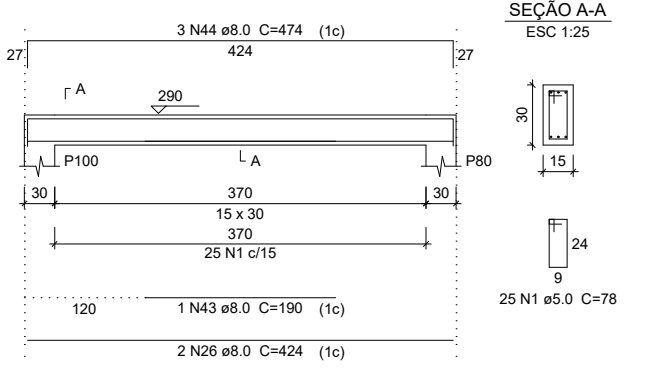 SEÇÃO A-A
ESC 1:25
3 N44 ø8.0 C=474 (1c)
27 424 27
A
290
P100 A P80
30 370 30
15 x 30
370
25 N1 c/15
120 1 N43 ø8.0 C=190 (1c)
2 N26 ø8.0 C=424 (1c)
30
15
24
9
25 N1 ø5.0 C=78